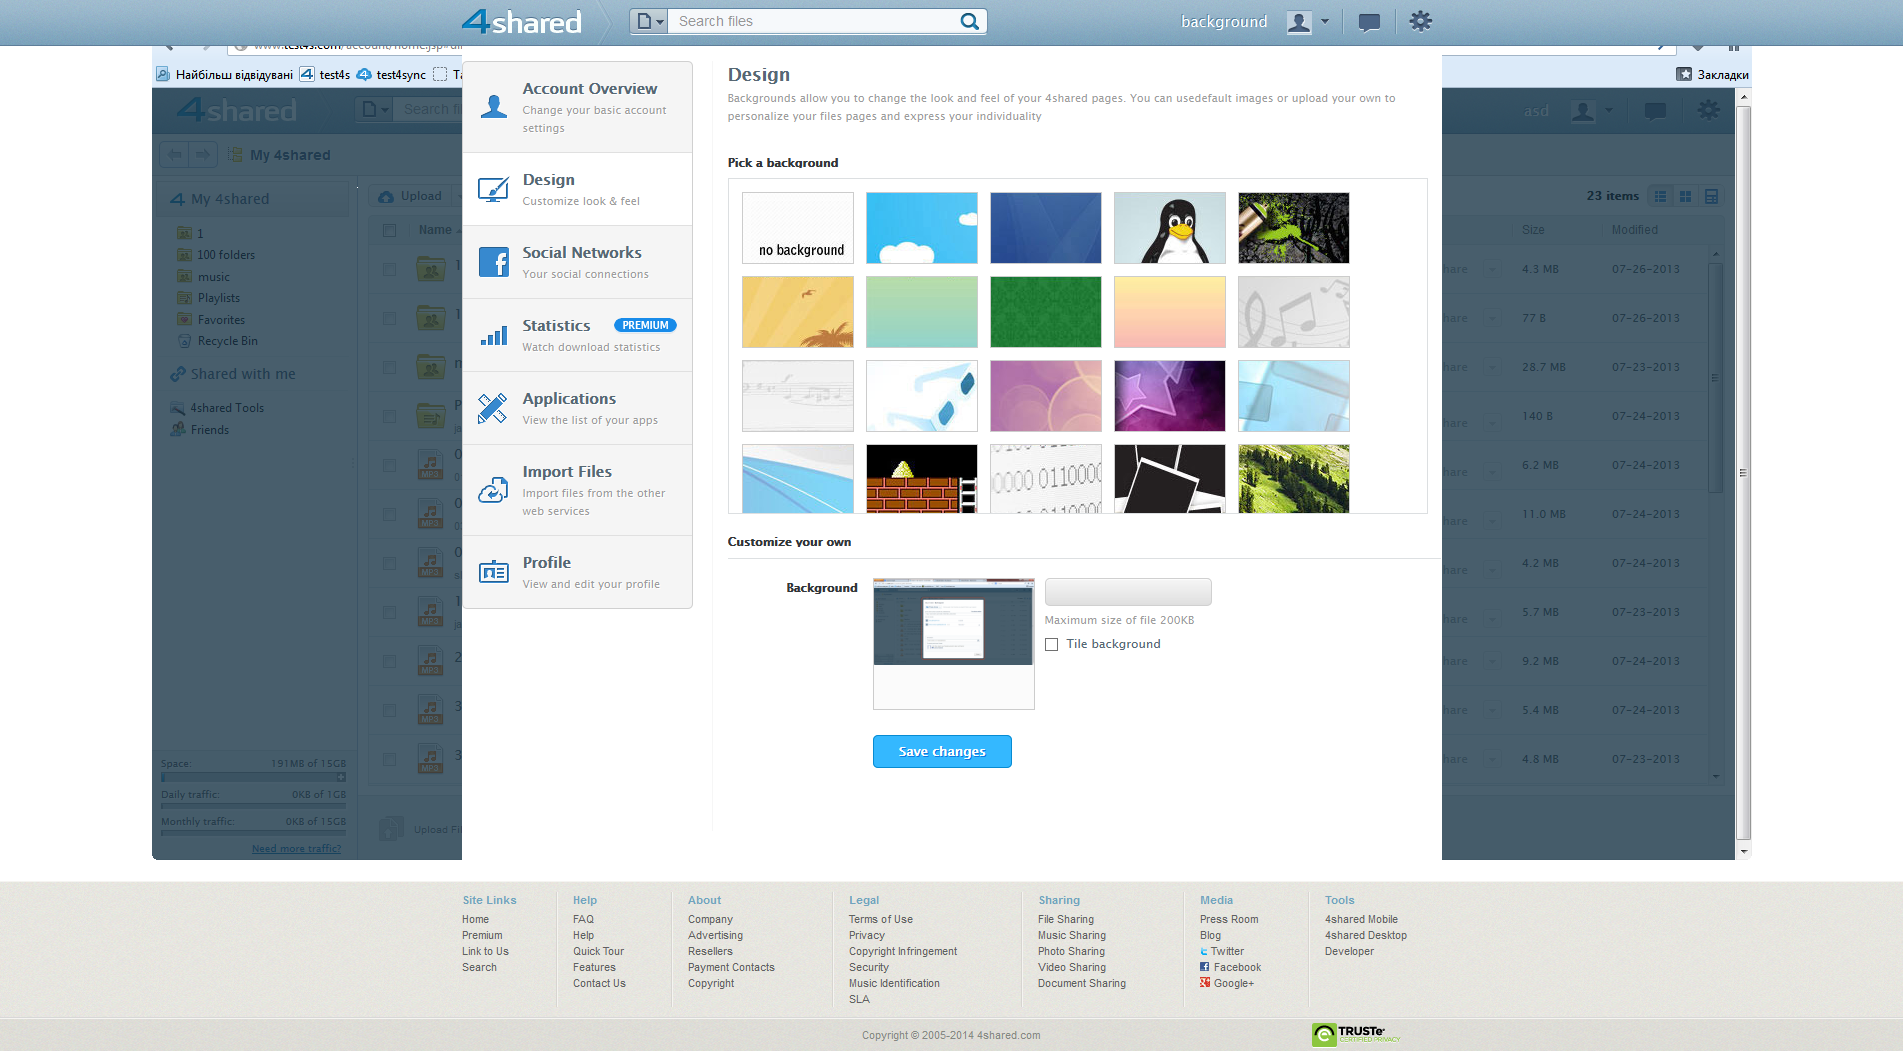 4shared
Search files
background
www.test4s.com/account/home.jsp
Найбільш відвідувані
test4s
test4sync
Закладки
4shared
asd
My 4shared
My 4shared
1
100 folders
music
Playlists
Favorites
Recycle Bin
Shared with me
4shared Tools
Friends
Upload
Name
Space: 191MB of 15GB
Daily traffic: 0KB of 1GB
Monthly traffic: 0KB of 15GB
Need more traffic?
Account Overview
Change your basic account
settings
Design
Customize look & feel
Social Networks
Your social connections
Statistics PREMIUM
Watch download statistics
Applications
View the list of your apps
Import Files
Import files from the other
web services
Profile
View and edit your profile
Design
Backgrounds allow you to change the look and feel of your 4shared pages. You can usedefault images or upload your own to
personalize your files pages and express your individuality
Pick a background
no background
Customize your own
Background
Maximum size of file 200KB
Tile background
Save changes
23 items
Size Modified
4.3 MB 07-26-2013
77 B 07-26-2013
28.7 MB 07-23-2013
140 B 07-24-2013
6.2 MB 07-24-2013
11.0 MB 07-24-2013
4.2 MB 07-24-2013
5.7 MB 07-23-2013
9.2 MB 07-24-2013
5.4 MB 07-24-2013
4.8 MB 07-23-2013
Site Links
Home
Premium
Link to Us
Search
Help
FAQ
Help
Quick Tour
Features
Contact Us
About
Company
Advertising
Resellers
Payment Contacts
Copyright
Legal
Terms of Use
Privacy
Copyright Infringement
Security
Music Identification
SLA
Sharing
File Sharing
Music Sharing
Photo Sharing
Video Sharing
Document Sharing
Media
Press Room
Blog
Twitter
Facebook
Google+
Tools
4shared Mobile
4shared Desktop
Developer
Copyright © 2005-2014 4shared.com
TRUSTe
CERTIFIED PRIVACY